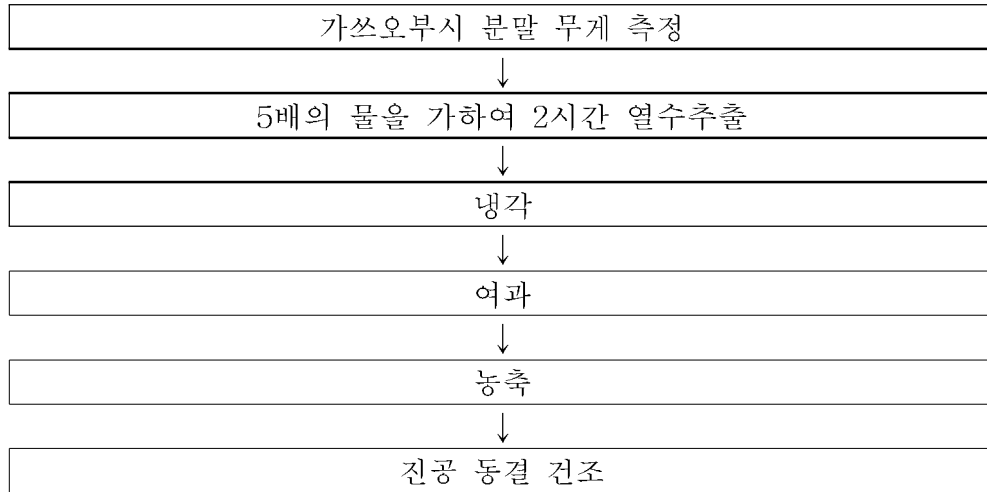 가쓰오부시 분말 무게 측정
↓
5배의 물을 가하여 2시간 열수추출
↓
냉각
↓
여과
↓
농축
↓
진공 동결 건조